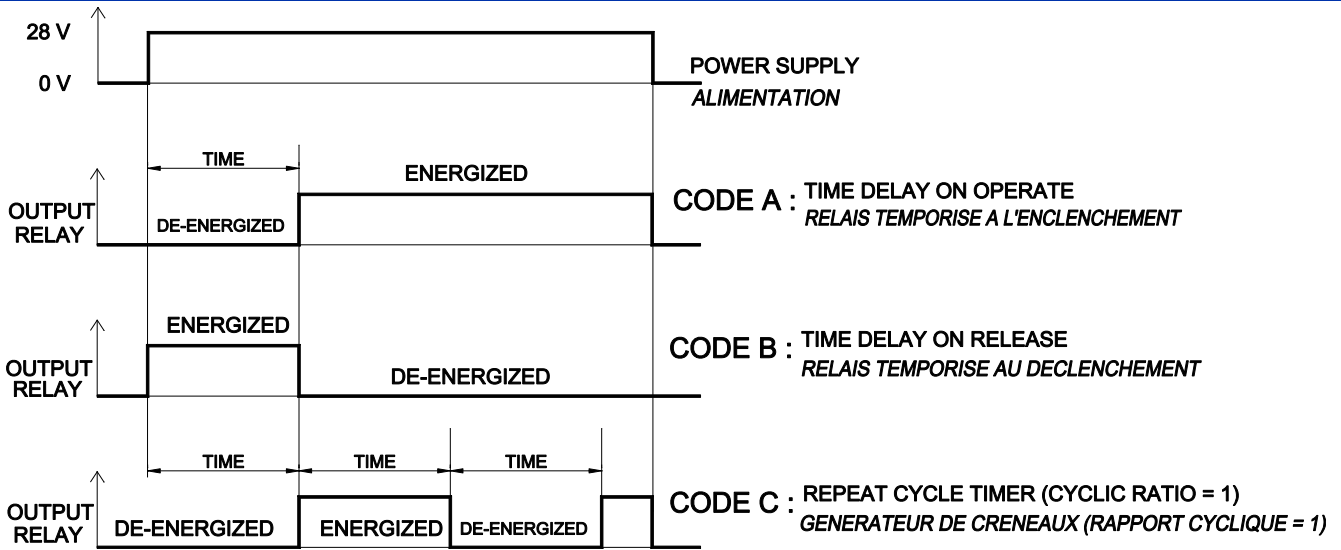 28 V
0 V
POWER SUPPLY
ALIMENTATION
TIME
ENERGIZED
OUTPUT
RELAY
DE-ENERGIZED
CODE A : TIME DELAY ON OPERATE
RELAIS TEMPORISE A L'ENCLENCHEMENT
ENERGIZED
OUTPUT
RELAY
DE-ENERGIZED
CODE B : TIME DELAY ON RELEASE
RELAIS TEMPORISE AU DECLENCHEMENT
TIME TIME TIME
OUTPUT
RELAY
DE-ENERGIZED ENERGIZED DE-ENERGIZED
CODE C : REPEAT CYCLE TIMER (CYCLIC RATIO = 1)
GENERATEUR DE CRENEAUX (RAPPORT CYCLIQUE = 1)